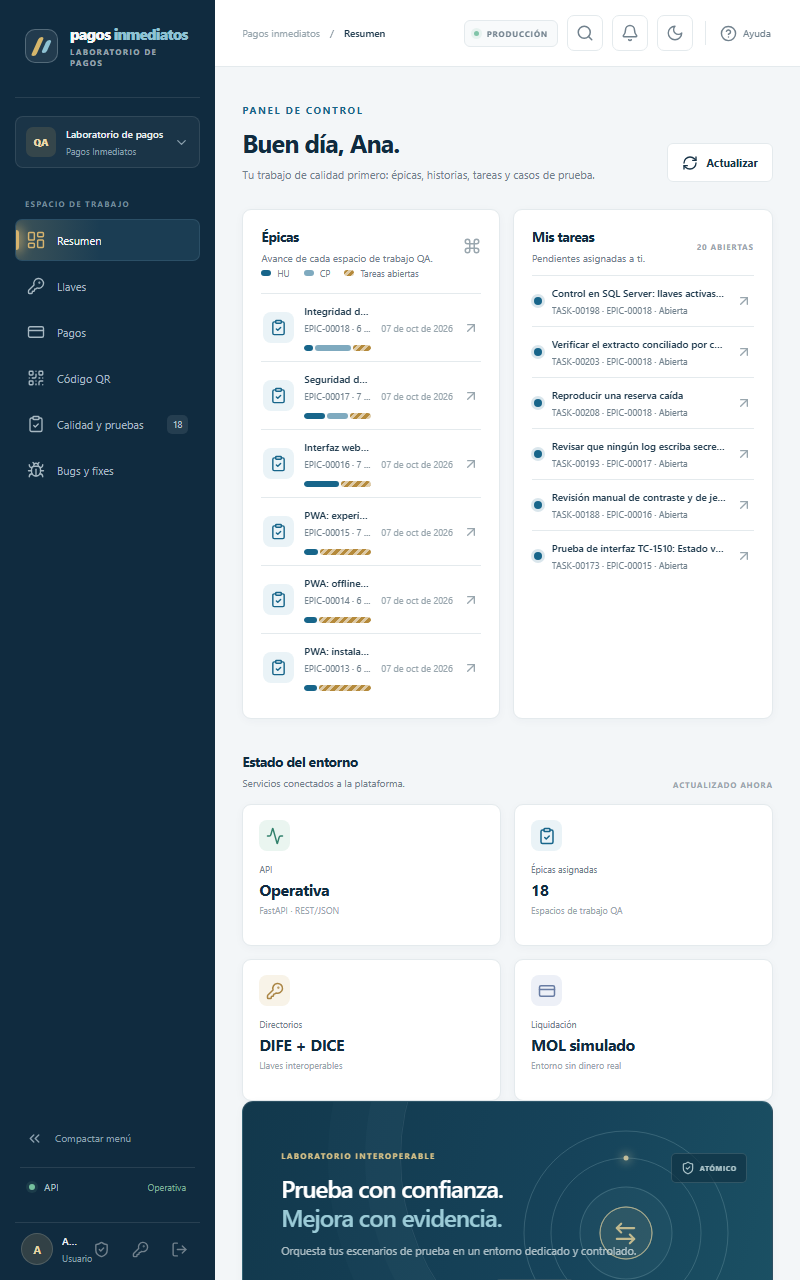 pagos inmediatos
LABORATORIO DE
PAGOS
QA
Laboratorio de pagos
Pagos Inmediatos
ESPACIO DE TRABAJO
Resumen
Llaves
Pagos
Código QR
Calidad y pruebas 18
Bugs y fixes
Compactar menú
API Operativa
A
A...
Usuario
Pagos inmediatos / Resumen
PRODUCCIÓN
Ayuda
PANEL DE CONTROL
Buen día, Ana.
Tu trabajo de calidad primero: épicas, historias, tareas y casos de prueba.
Actualizar
Épicas
Avance de cada espacio de trabajo QA.
HU CP Tareas abiertas
Integridad d...
EPIC-00018 · 6 ... 07 de oct de 2026
Seguridad d...
EPIC-00017 · 7 ... 07 de oct de 2026
Interfaz web...
EPIC-00016 · 7 ... 07 de oct de 2026
PWA: experi...
EPIC-00015 · 7 ... 07 de oct de 2026
PWA: offline...
EPIC-00014 · 6 ... 07 de oct de 2026
PWA: instala...
EPIC-00013 · 6 ... 07 de oct de 2026
Mis tareas
Pendientes asignadas a ti.
20 ABIERTAS
Control en SQL Server: llaves activas...
TASK-00198 · EPIC-00018 · Abierta
Verificar el extracto conciliado por c...
TASK-00203 · EPIC-00018 · Abierta
Reproducir una reserva caída
TASK-00208 · EPIC-00018 · Abierta
Revisar que ningún log escriba secre...
TASK-00193 · EPIC-00017 · Abierta
Revisión manual de contraste y de je...
TASK-00188 · EPIC-00016 · Abierta
Prueba de interfaz TC-1510: Estado v...
TASK-00173 · EPIC-00015 · Abierta
Estado del entorno
Servicios conectados a la plataforma.
ACTUALIZADO AHORA
API
Operativa
FastAPI · REST/JSON
Épicas asignadas
18
Espacios de trabajo QA
Directorios
DIFE + DICE
Llaves interoperables
Liquidación
MOL simulado
Entorno sin dinero real
LABORATORIO INTEROPERABLE
ATÓMICO
Prueba con confianza.
Mejora con evidencia.
Orquesta tus escenarios de prueba en un entorno dedicado y controlado.